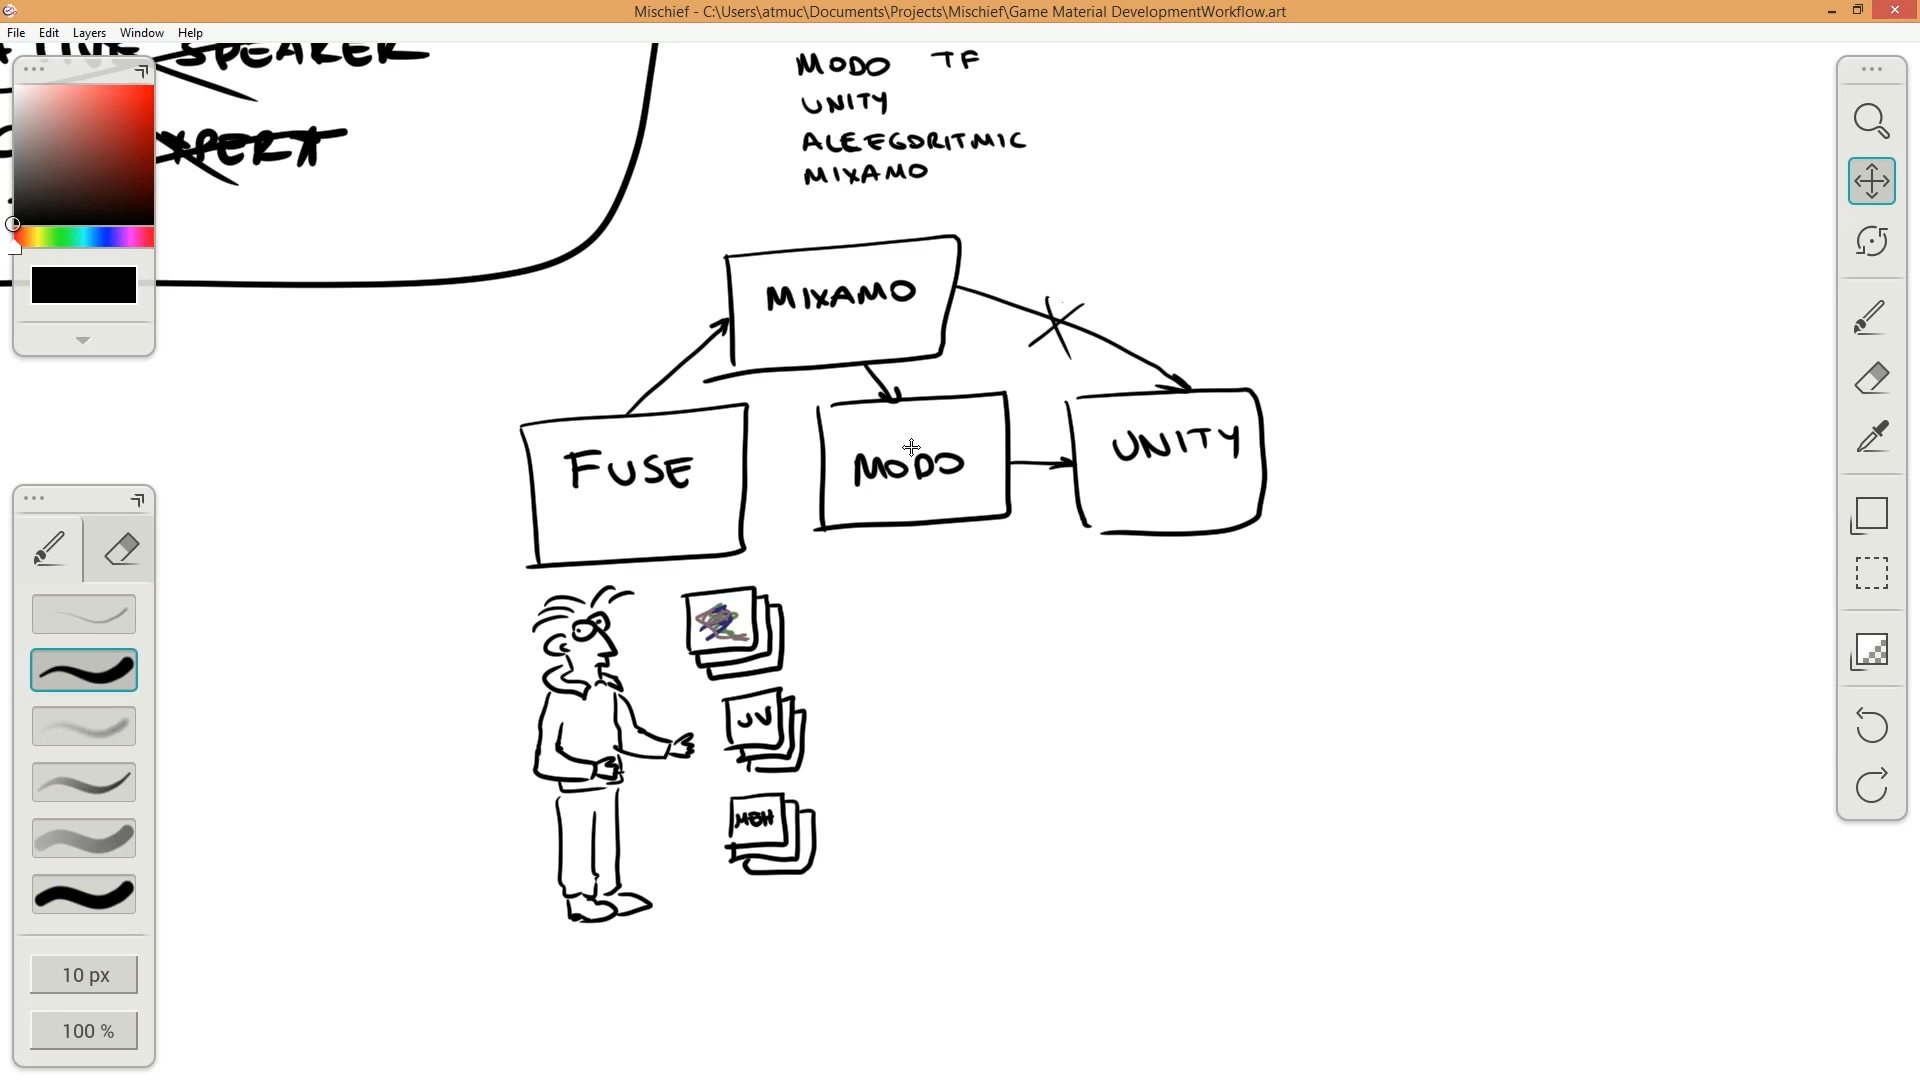 Mischief - C:\Users\atmuc\Documents\Projects\Mischief\Game Material DevelopmentWorkflow.art
File Edit Layers Window Help
SPEAKER
XPERT
MODO TF
UNITY
ALEEGORITMIC
MIXAMO
MIXAMO
FUSE
MODO
UNITY
UV
10 px
100 %